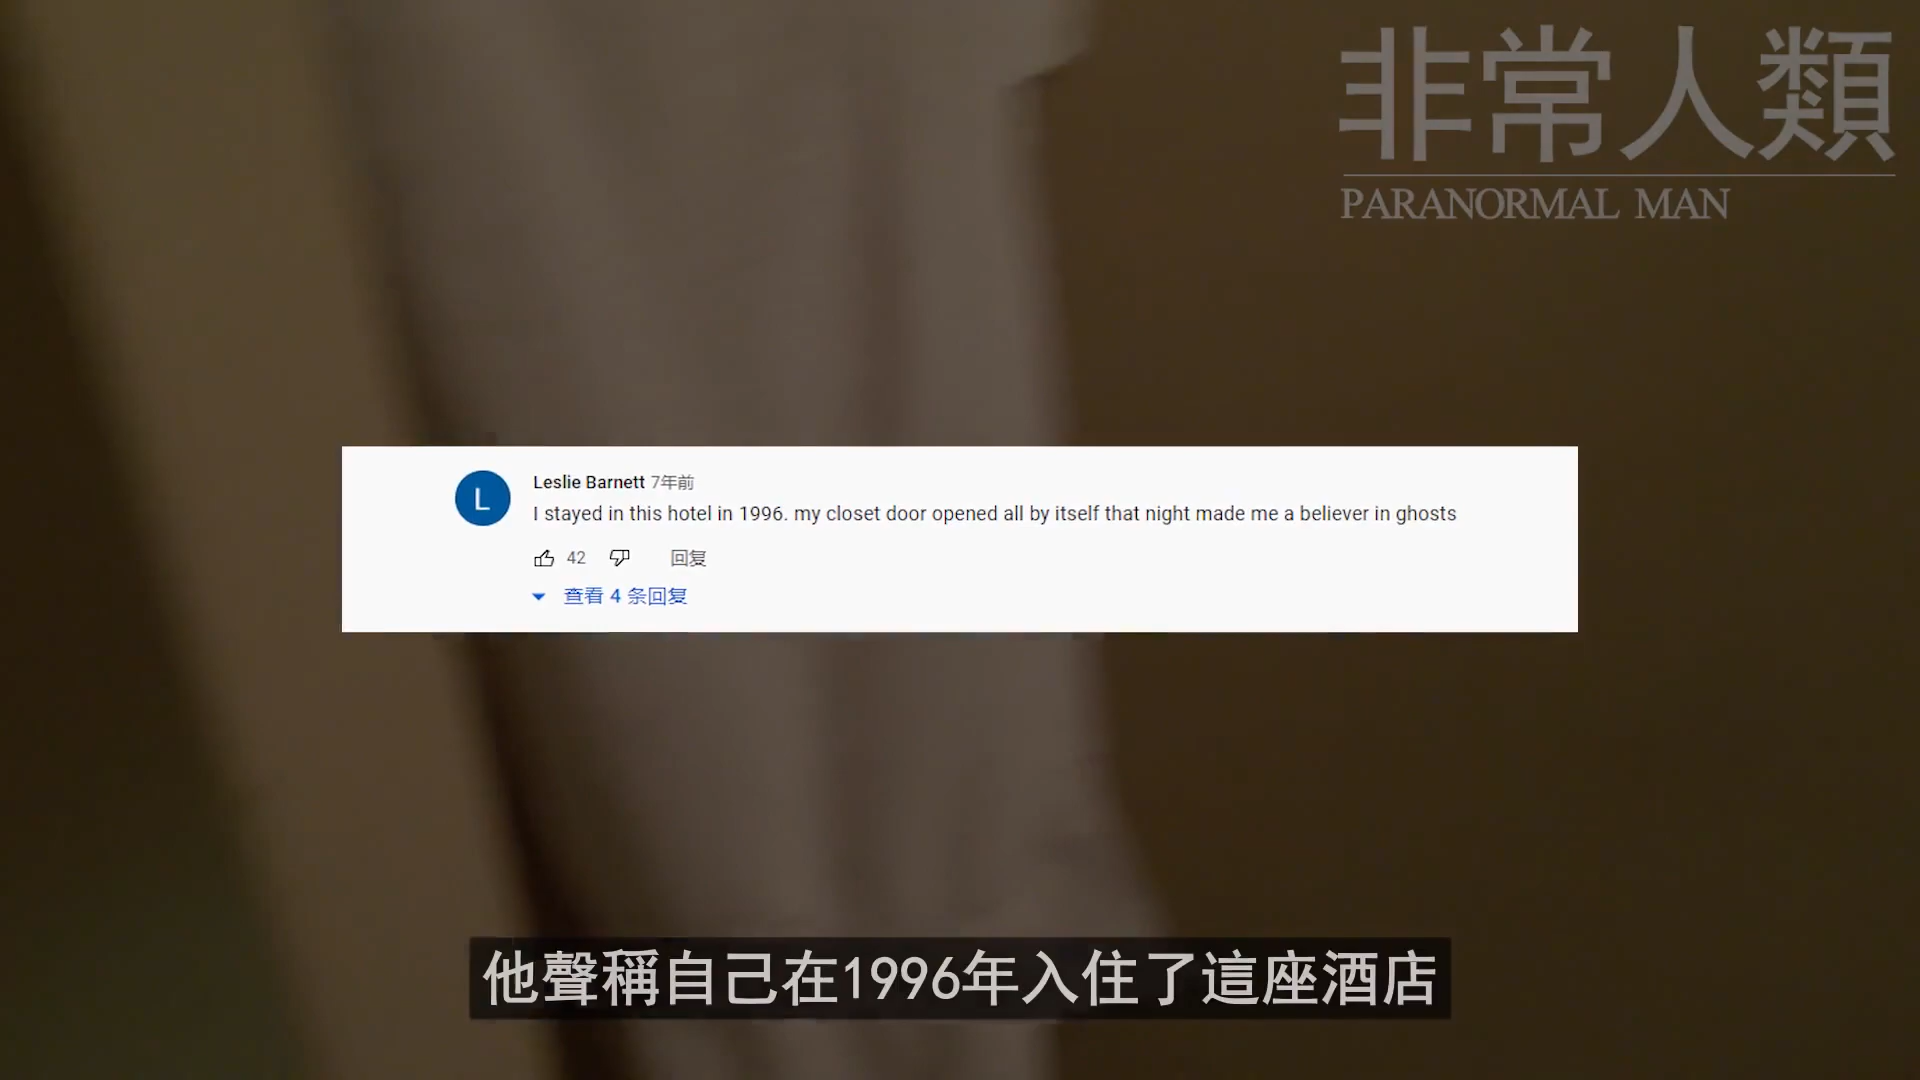 非常人類
PARANORMAL MAN
L
Leslie Barnett 7年前
I stayed in this hotel in 1996. my closet door opened all by itself that night made me a believer in ghosts
42 回复
查看 4 条回复
他聲稱自己在1996年入住了這座酒店